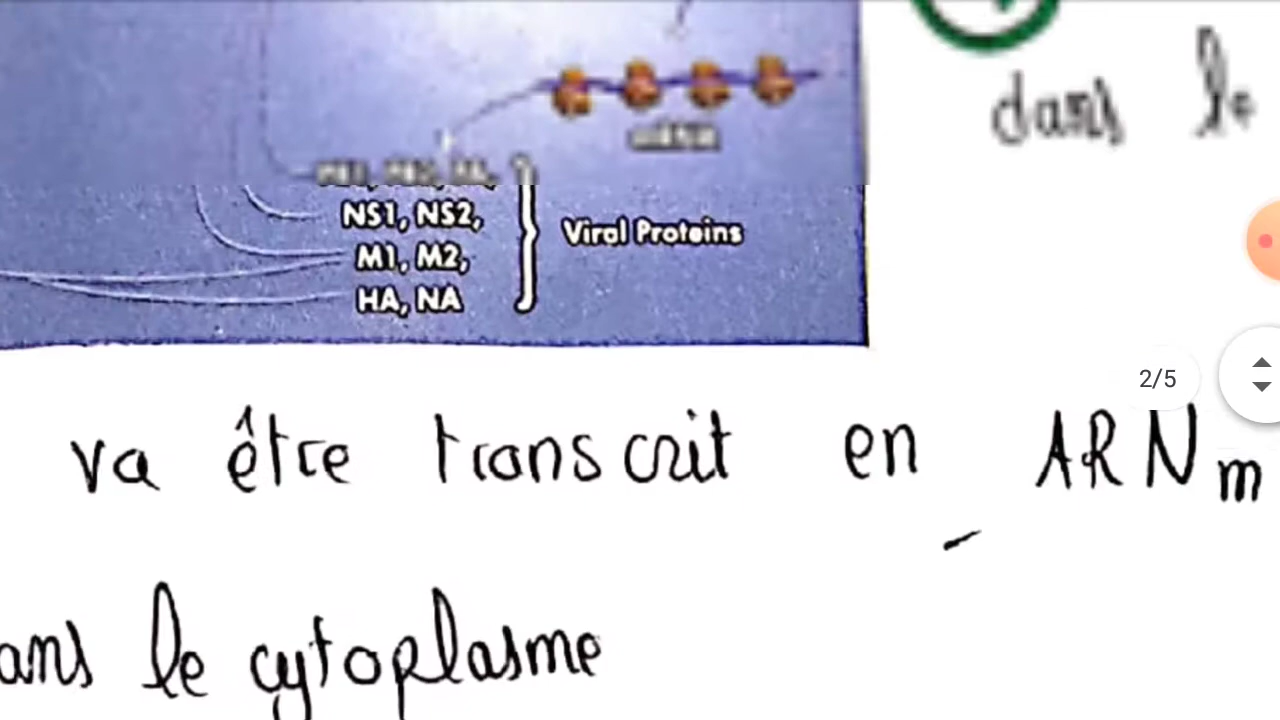 dans le
NS1, NS2,
M1, M2,
HA, NA
Viral Proteins
2/5
va être transcrit en ARNm
ans le cytoplasme